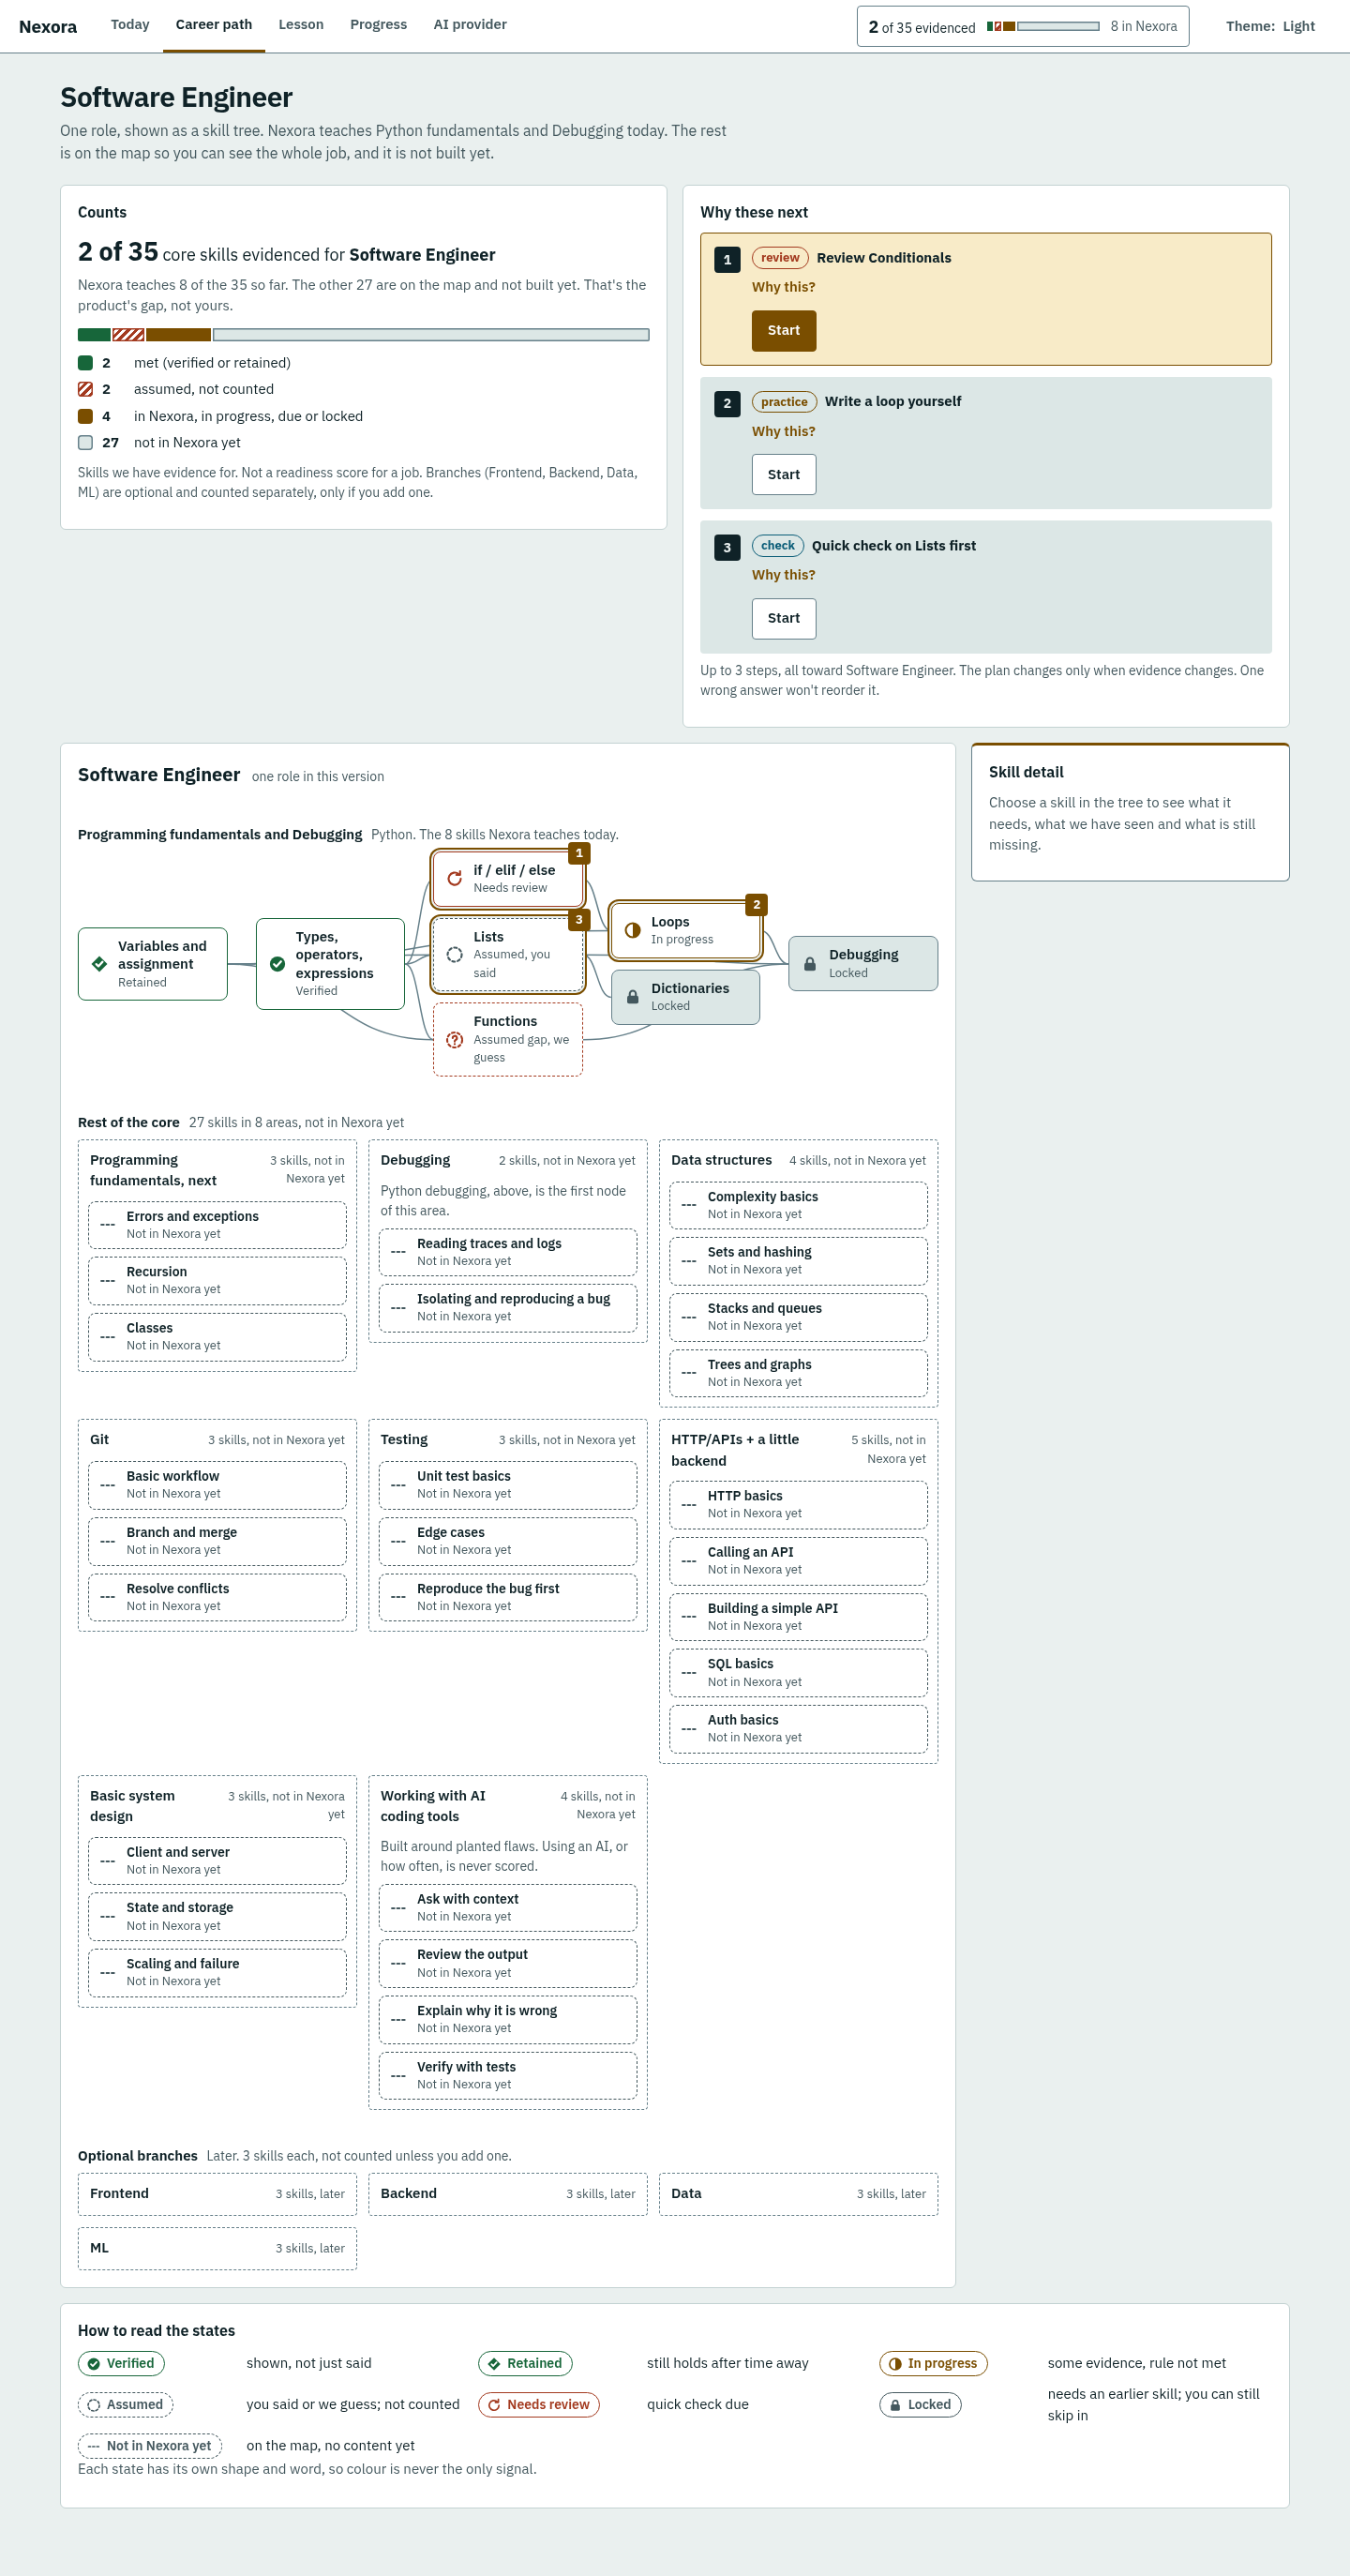 Nexora
Today
Career path
Lesson
Progress
AI provider
2 of 35 evidenced
8 in Nexora
Theme: Light
Software Engineer
One role, shown as a skill tree. Nexora teaches Python fundamentals and Debugging today. The rest
is on the map so you can see the whole job, and it is not built yet.
Counts
2 of 35 core skills evidenced for Software Engineer
Nexora teaches 8 of the 35 so far. The other 27 are on the map and not built yet. That's the
product's gap, not yours.
2 met (verified or retained)
2 assumed, not counted
4 in Nexora, in progress, due or locked
27 not in Nexora yet
Skills we have evidence for. Not a readiness score for a job. Branches (Frontend, Backend, Data,
ML) are optional and counted separately, only if you add one.
Why these next
1 review Review Conditionals
Why this?
Start
2 practice Write a loop yourself
Why this?
Start
3 check Quick check on Lists first
Why this?
Start
Up to 3 steps, all toward Software Engineer. The plan changes only when evidence changes. One
wrong answer won't reorder it.
Software Engineer one role in this version
Programming fundamentals and Debugging Python. The 8 skills Nexora teaches today.
Variables and
assignment
Retained
Types,
operators,
expressions
Verified
1
if / elif / else
Needs review
3
Lists
Assumed, you
said
Functions
Assumed gap, we
guess
2
Loops
In progress
Dictionaries
Locked
Debugging
Locked
Skill detail
Choose a skill in the tree to see what it
needs, what we have seen and what is still
missing.
Rest of the core 27 skills in 8 areas, not in Nexora yet
Programming
fundamentals, next
3 skills, not in
Nexora yet
Errors and exceptions
Not in Nexora yet
Recursion
Not in Nexora yet
Classes
Not in Nexora yet
Debugging
2 skills, not in Nexora yet
Python debugging, above, is the first node
of this area.
Reading traces and logs
Not in Nexora yet
Isolating and reproducing a bug
Not in Nexora yet
Data structures
4 skills, not in Nexora yet
Complexity basics
Not in Nexora yet
Sets and hashing
Not in Nexora yet
Stacks and queues
Not in Nexora yet
Trees and graphs
Not in Nexora yet
Git
3 skills, not in Nexora yet
Basic workflow
Not in Nexora yet
Branch and merge
Not in Nexora yet
Resolve conflicts
Not in Nexora yet
Testing
3 skills, not in Nexora yet
Unit test basics
Not in Nexora yet
Edge cases
Not in Nexora yet
Reproduce the bug first
Not in Nexora yet
HTTP/APIs + a little
backend
5 skills, not in
Nexora yet
HTTP basics
Not in Nexora yet
Calling an API
Not in Nexora yet
Building a simple API
Not in Nexora yet
SQL basics
Not in Nexora yet
Auth basics
Not in Nexora yet
Basic system
design
3 skills, not in Nexora
yet
Client and server
Not in Nexora yet
State and storage
Not in Nexora yet
Scaling and failure
Not in Nexora yet
Working with AI
coding tools
4 skills, not in
Nexora yet
Built around planted flaws. Using an AI, or
how often, is never scored.
Ask with context
Not in Nexora yet
Review the output
Not in Nexora yet
Explain why it is wrong
Not in Nexora yet
Verify with tests
Not in Nexora yet
Optional branches Later. 3 skills each, not counted unless you add one.
Frontend 3 skills, later
Backend 3 skills, later
Data 3 skills, later
ML 3 skills, later
How to read the states
Verified shown, not just said
Retained still holds after time away
In progress some evidence, rule not met
Assumed you said or we guess; not counted
Needs review quick check due
Locked needs an earlier skill; you can still
skip in
Not in Nexora yet on the map, no content yet
Each state has its own shape and word, so colour is never the only signal.